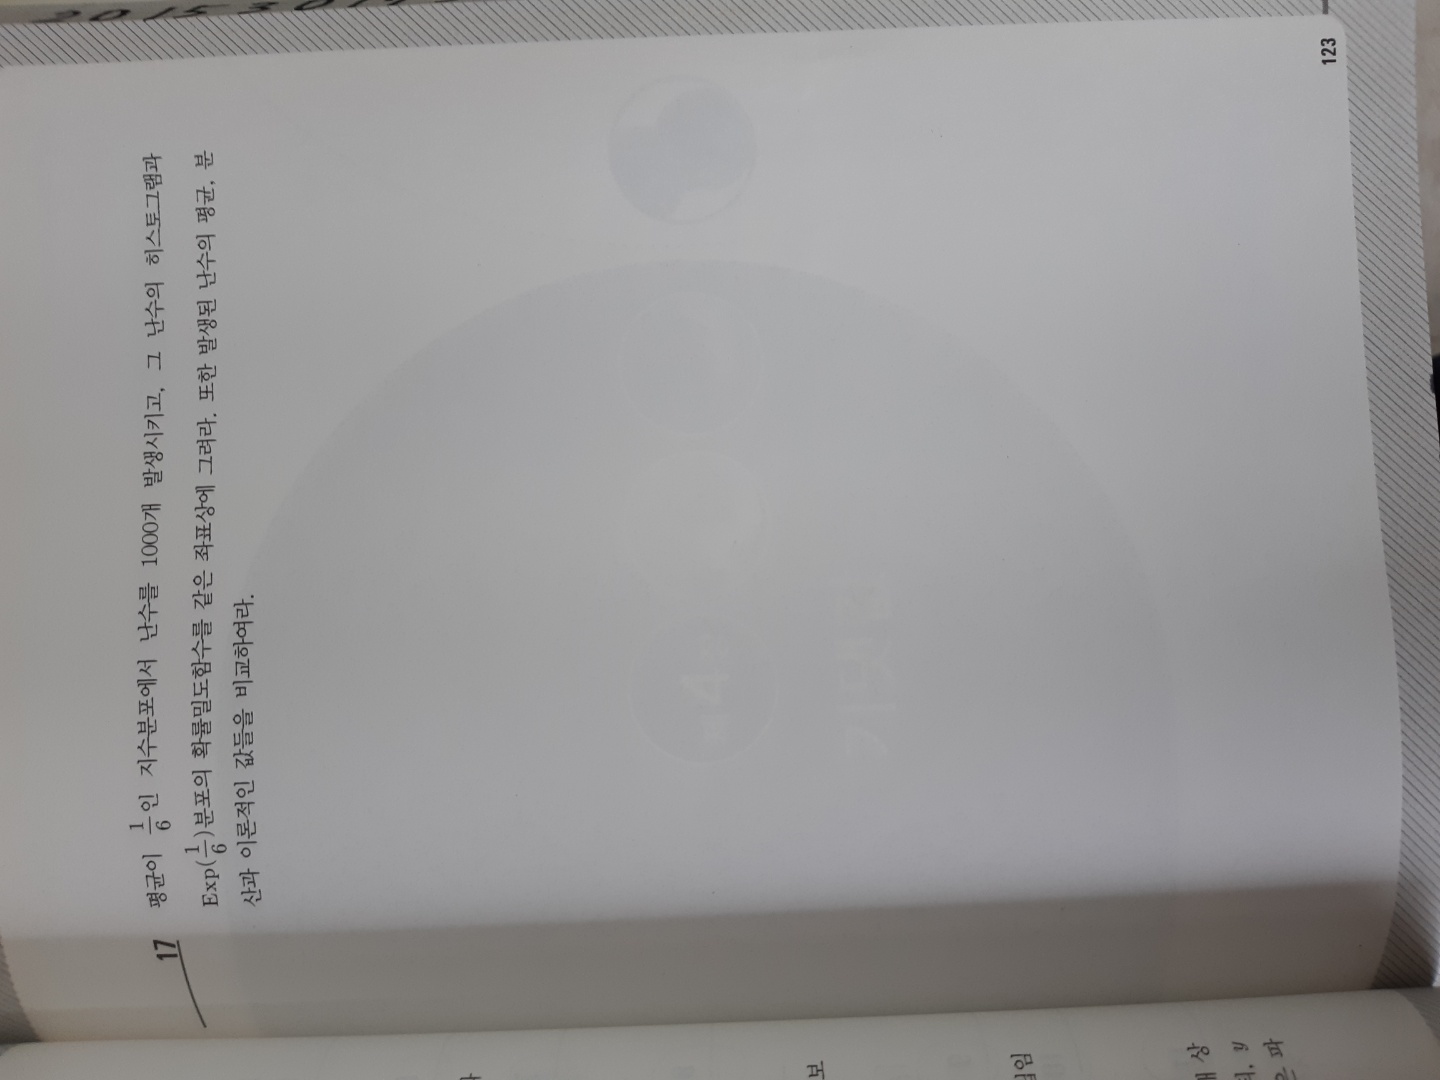 17 평균이 1/6인 지수분포에서 난수를 1000개 발생시키고, 그 난수의 히스토그램과
Exp(1/6)분포의 확률밀도함수를 같은 좌표상에 그려라. 또한 발생된 난수의 평균, 분
산과 이론적인 값들을 비교하여라.
123
보
개 상
y